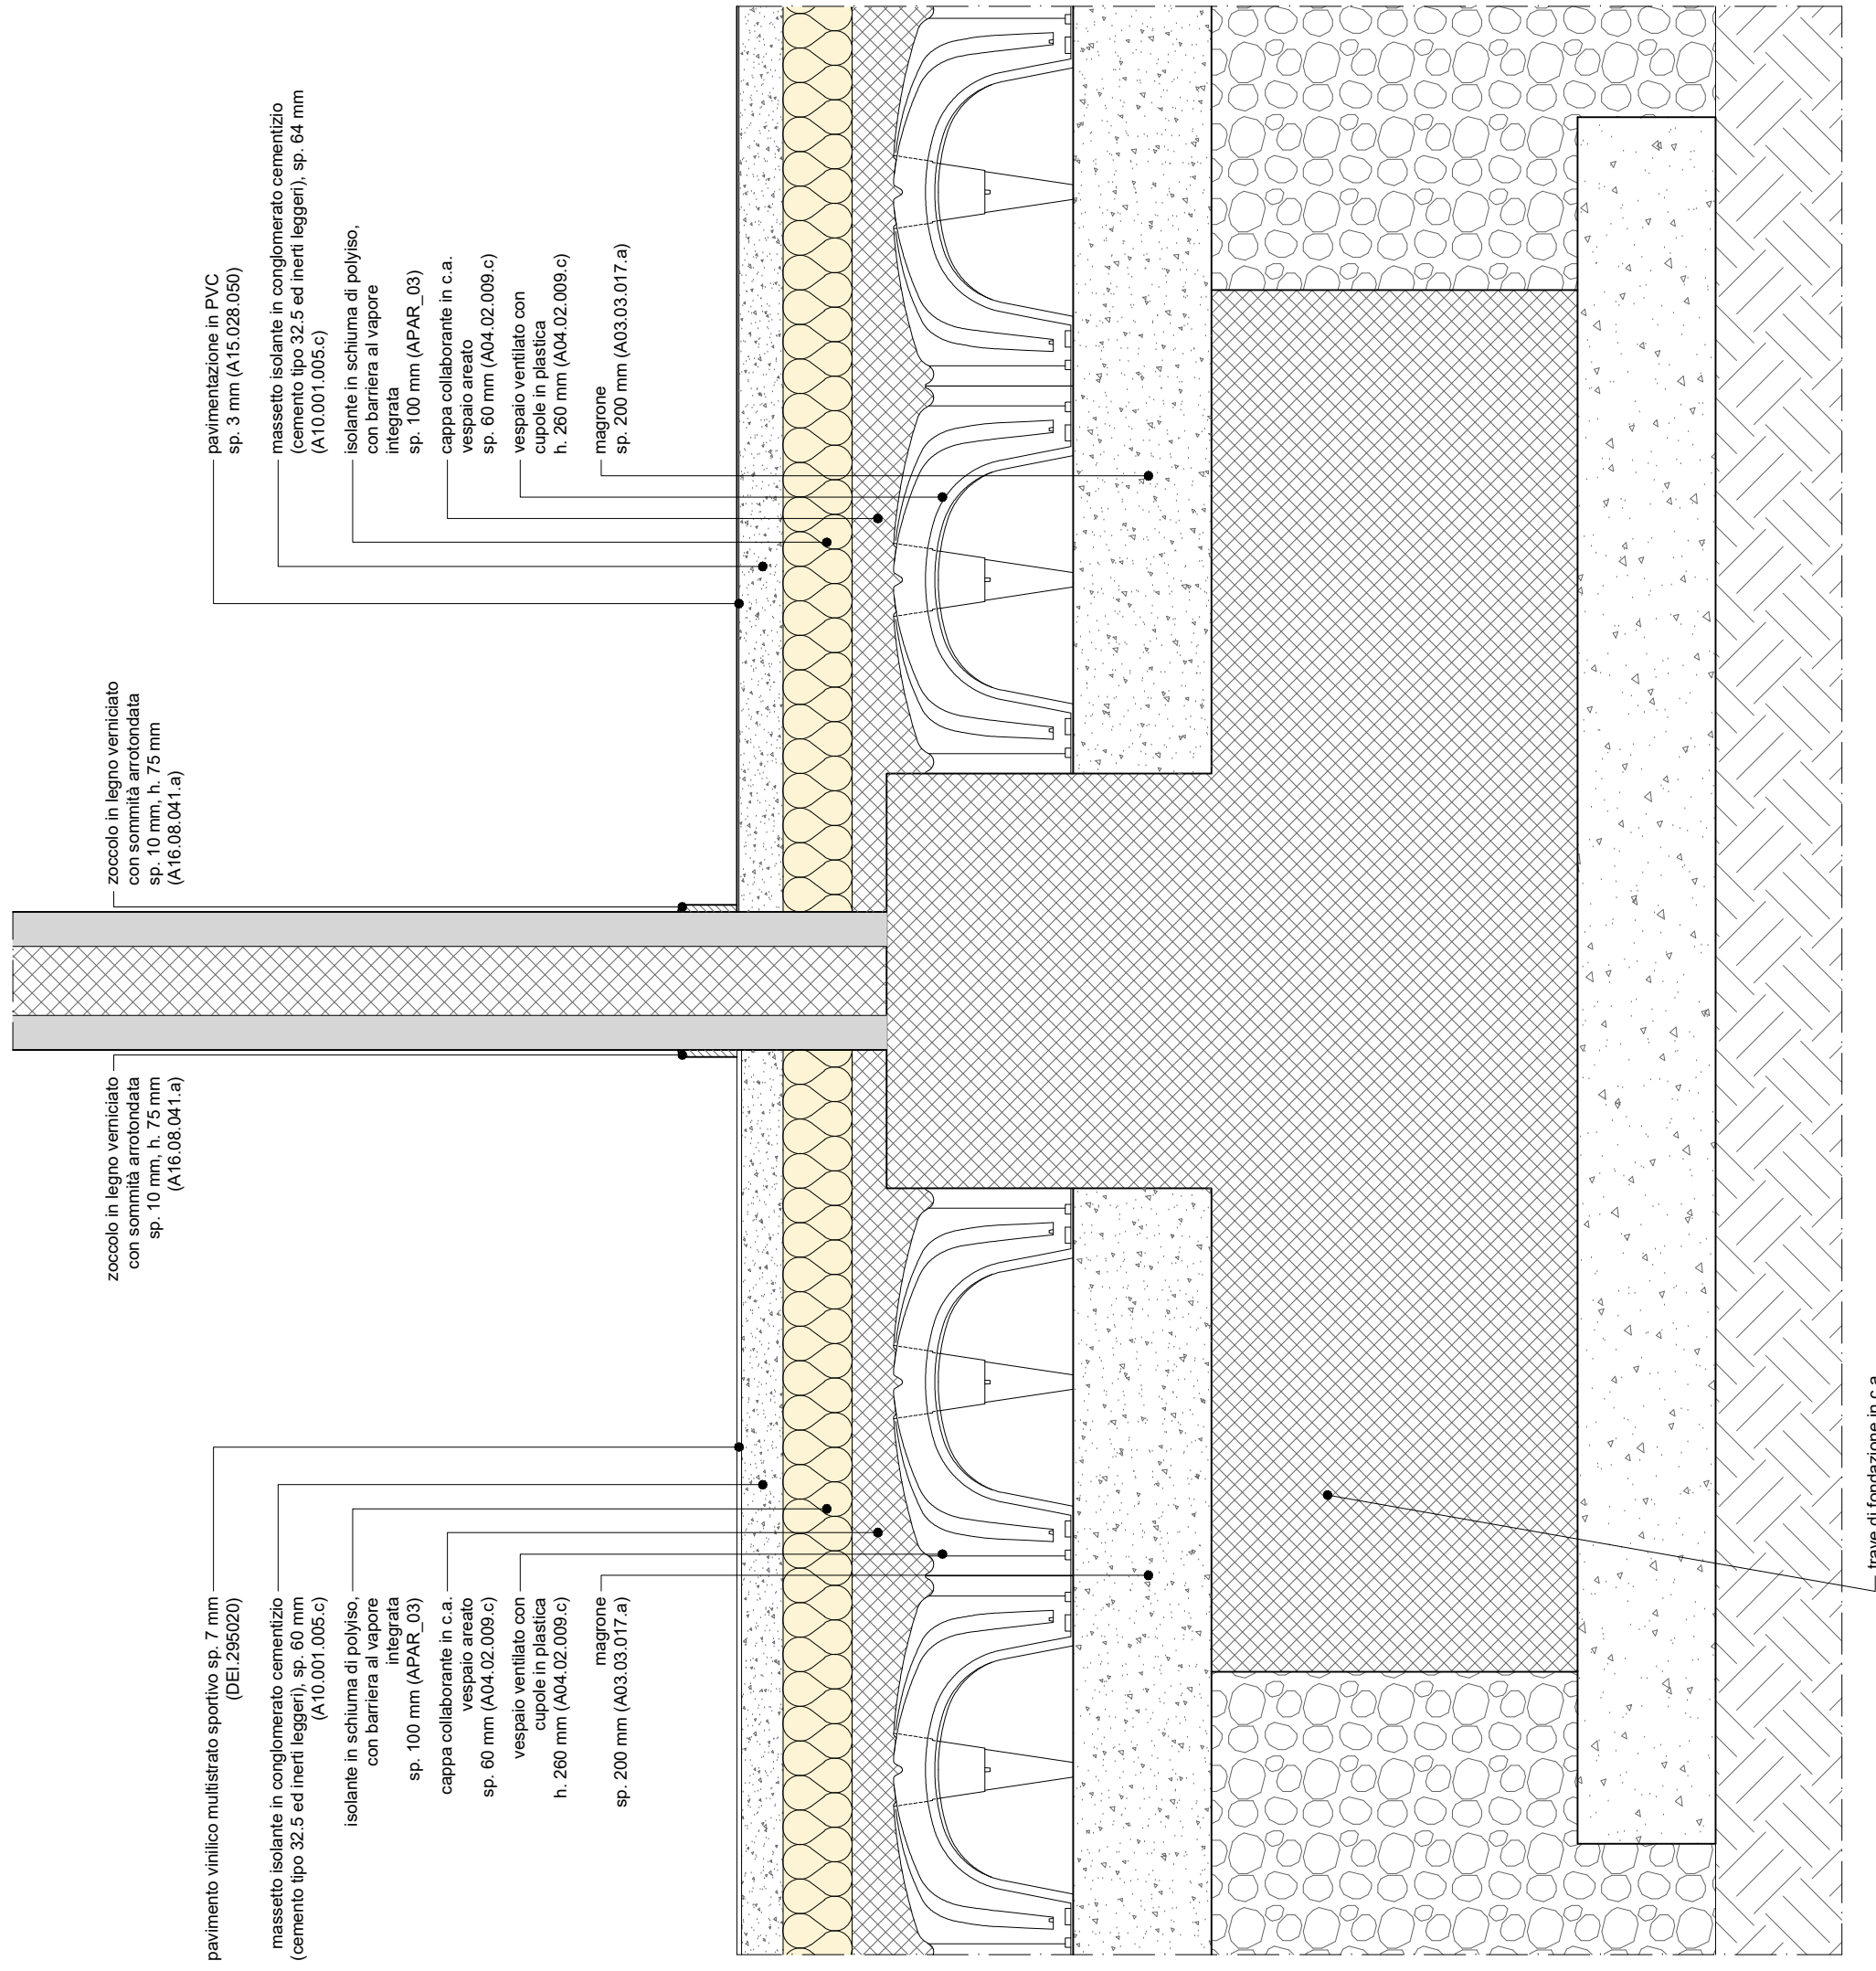 zoccolo in legno verniciato
con sommità arrotondata
sp. 10 mm, h. 75 mm
(A16.08.041.a)
zoccolo in legno verniciato
con sommità arrotondata
sp. 10 mm, h. 75 mm
(A16.08.041.a)
pavimento vinilico multistrato sportivo sp. 7 mm
(DEI.295020)
massetto isolante in conglomerato cementizio
(cemento tipo 32.5 ed inerti leggeri), sp. 60 mm
(A10.001.005.c)
isolante in schiuma di polyiso,
con barriera al vapore
integrata
sp. 100 mm (APAR_03)
cappa collaborante in c.a.
vespaio areato
sp. 60 mm (A04.02.009.c)
vespaio ventilato con
cupole in plastica
h. 260 mm (A04.02.009.c)
magrone
sp. 200 mm (A03.03.017.a)
pavimentazione in PVC
sp. 3 mm (A15.028.050)
massetto isolante in conglomerato cementizio
(cemento tipo 32.5 ed inerti leggeri), sp. 64 mm
(A10.001.005.c)
isolante in schiuma di polyiso,
con barriera al vapore
integrata
sp. 100 mm (APAR_03)
cappa collaborante in c.a.
vespaio areato
sp. 60 mm (A04.02.009.c)
vespaio ventilato con
cupole in plastica
h. 260 mm (A04.02.009.c)
magrone
sp. 200 mm (A03.03.017.a)
trave di fondazione in c.a.